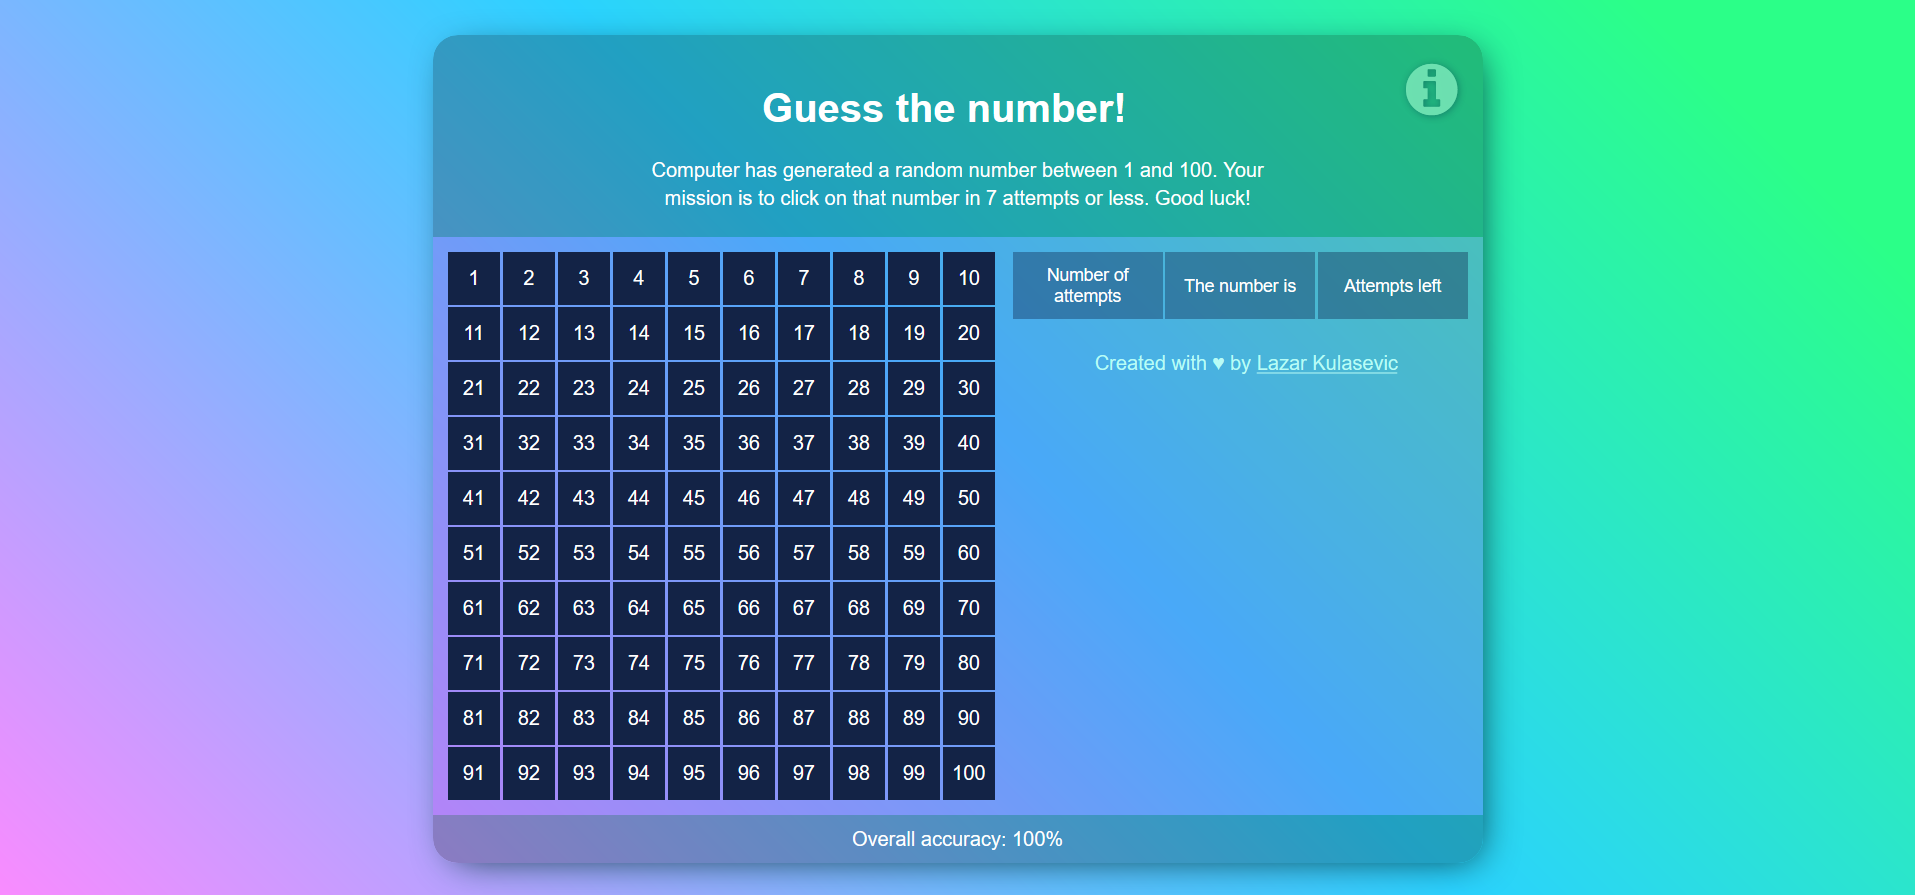 Guess the number!
Computer has generated a random number between 1 and 100. Your
mission is to click on that number in 7 attempts or less. Good luck!
1 2 3 4 5 6 7 8 9 10
11 12 13 14 15 16 17 18 19 20
21 22 23 24 25 26 27 28 29 30
31 32 33 34 35 36 37 38 39 40
41 42 43 44 45 46 47 48 49 50
51 52 53 54 55 56 57 58 59 60
61 62 63 64 65 66 67 68 69 70
71 72 73 74 75 76 77 78 79 80
81 82 83 84 85 86 87 88 89 90
91 92 93 94 95 96 97 98 99 100
Number of
attempts
The number is
Attempts left
Created with ♥ by Lazar Kulasevic
Overall accuracy: 100%